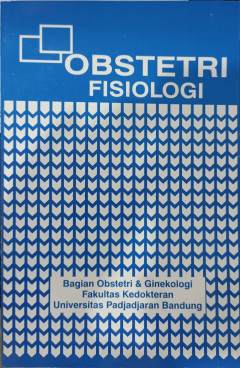 OBSTETRI
FISIOLOGI
Bagian Obstetri & Ginekologi
Fakultas Kedokteran
Universitas Padjadjaran Bandung